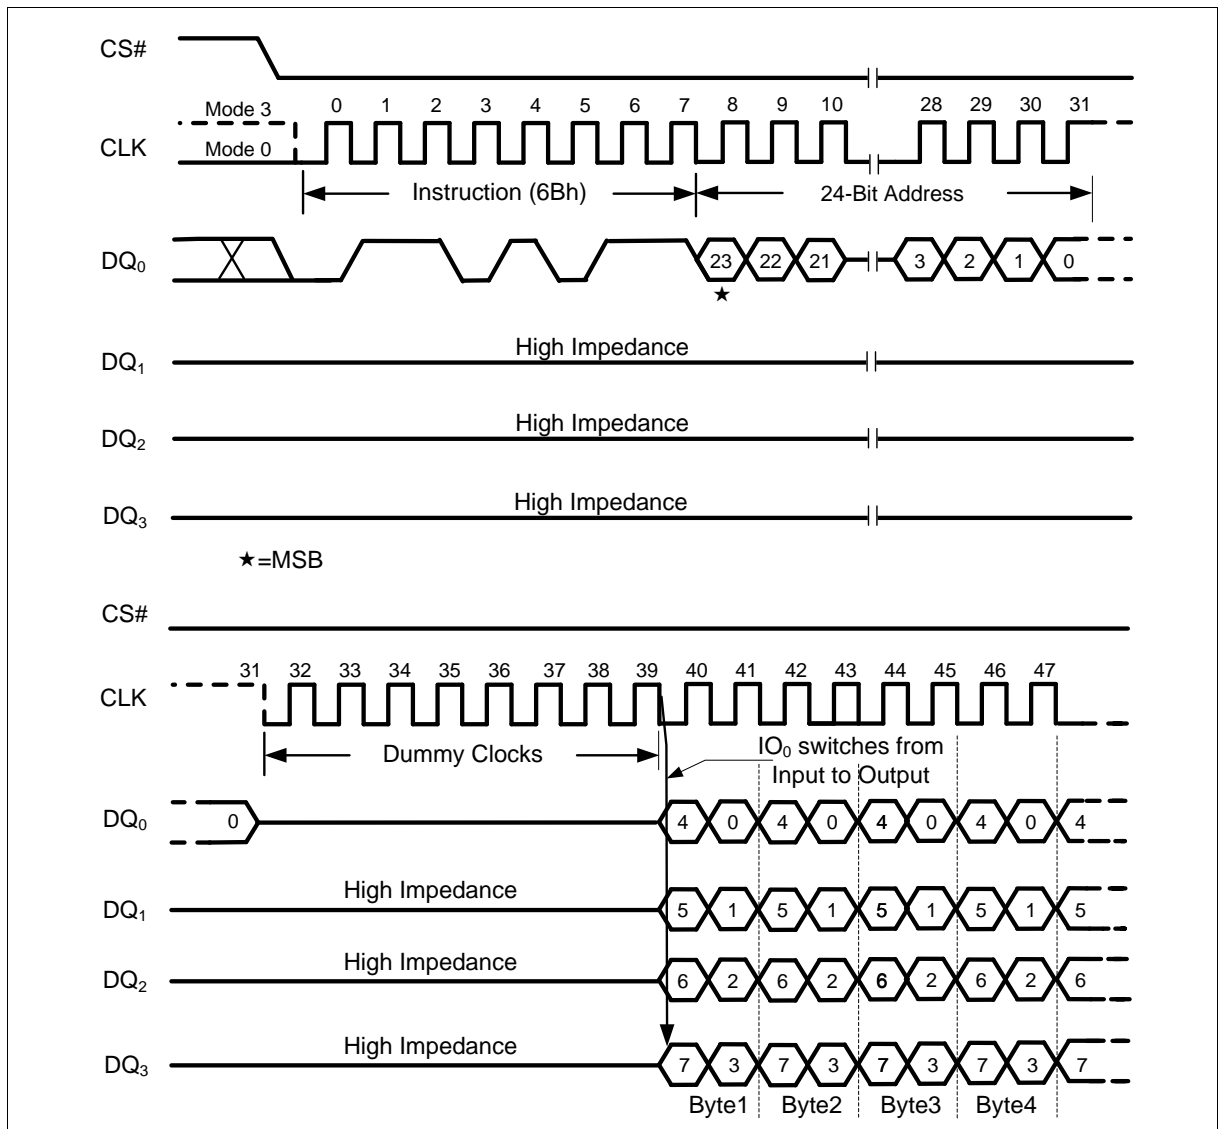 CS#
Mode 3 0 1 2 3 4 5 6 7 8 9 10 28 29 30 31
CLK
Mode 0
Instruction (6Bh) 24-Bit Address
DQ0 23 22 21 3 2 1 0
★
High Impedance
DQ1
High Impedance
DQ2
High Impedance
DQ3
★=MSB
CS#
31 32 33 34 35 36 37 38 39 40 41 42 43 44 45 46 47
CLK
Dummy Clocks
IO0 switches from
Input to Output
DQ0 0 4 0 4 0 4 0 4 0 4
High Impedance
DQ1 5 1 5 1 5 1 5 1 5
High Impedance
DQ2 6 2 6 2 6 2 6 2 6
High Impedance
DQ3 7 3 7 3 7 3 7 3 7
Byte1 Byte2 Byte3 Byte4